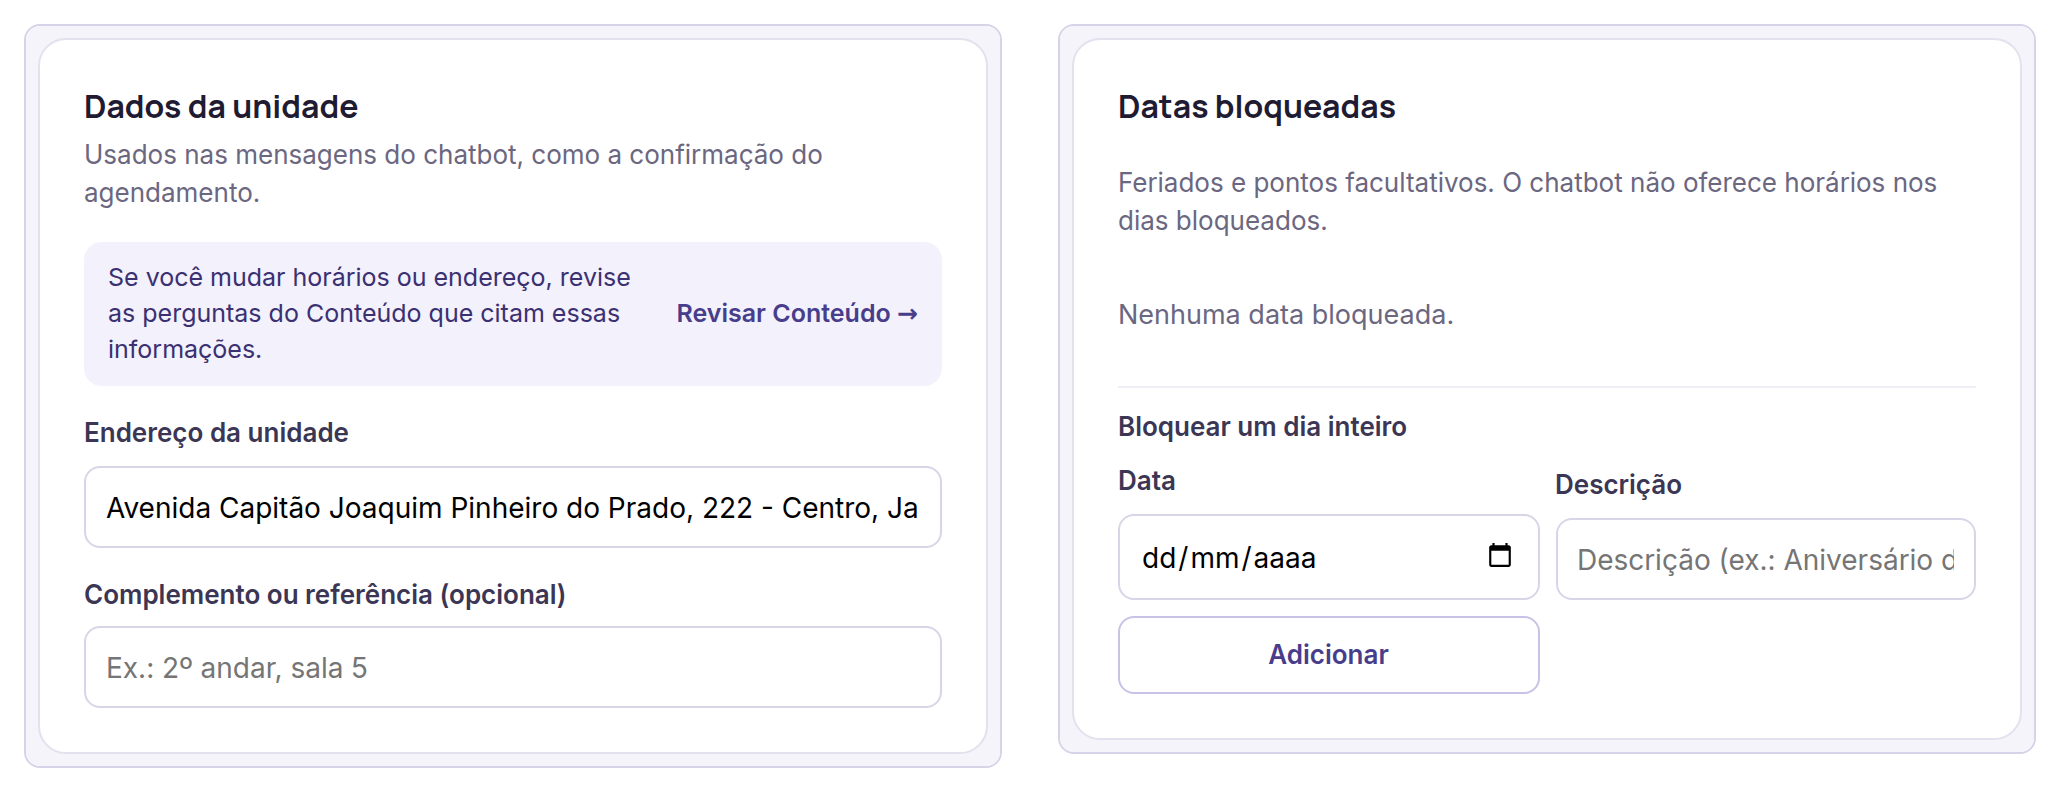 Dados da unidade
Usados nas mensagens do chatbot, como a confirmação do
agendamento.
Se você mudar horários ou endereço, revise
as perguntas do Conteúdo que citam essas
informações.
Revisar Conteúdo →
Endereço da unidade
Avenida Capitão Joaquim Pinheiro do Prado, 222 - Centro, Ja
Complemento ou referência (opcional)
Ex.: 2º andar, sala 5
Datas bloqueadas
Feriados e pontos facultativos. O chatbot não oferece horários nos
dias bloqueados.
Nenhuma data bloqueada.
Bloquear um dia inteiro
Data
Descrição
dd/mm/aaaa
Descrição (ex.: Aniversário d
Adicionar